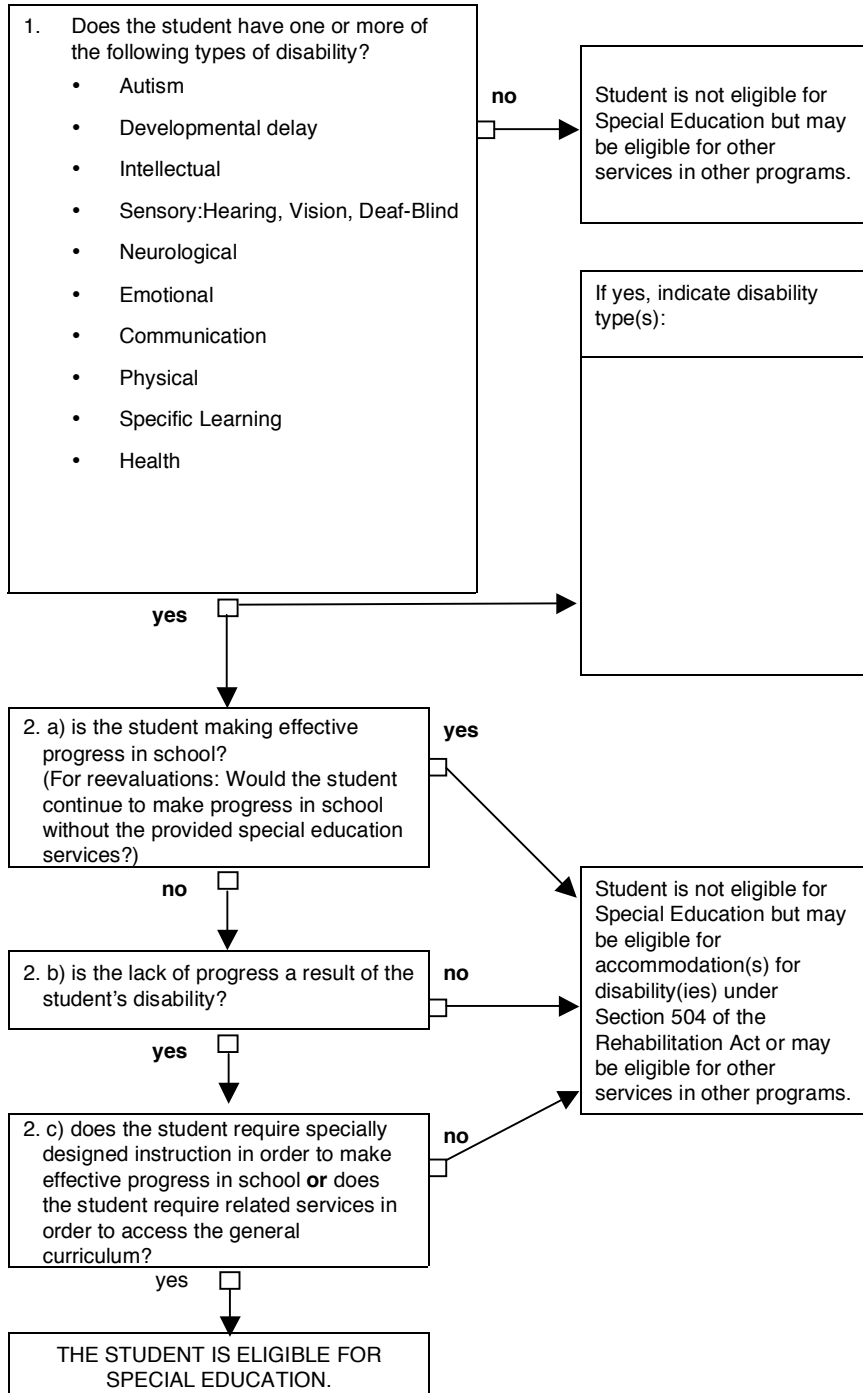 1. Does the student have one or more of
the following types of disability?
• Autism
• Developmental delay
• Intellectual
• Sensory:Hearing, Vision, Deaf-Blind
• Neurological
• Emotional
• Communication
• Physical
• Specific Learning
• Health
no
Student is not eligible for
Special Education but may
be eligible for other
services in other programs.
If yes, indicate disability
type(s):
yes
2. a) is the student making effective
progress in school?
(For reevaluations: Would the student
continue to make progress in school
without the provided special education
services?)
yes
no
2. b) is the lack of progress a result of the
student's disability?
no
yes
Student is not eligible for
Special Education but may
be eligible for
accommodation(s) for
disability(ies) under
Section 504 of the
Rehabilitation Act or may
be eligible for other
services in other programs.
2. c) does the student require specially
designed instruction in order to make
effective progress in school or does
the student require related services in
order to access the general
curriculum?
no
yes
THE STUDENT IS ELIGIBLE FOR
SPECIAL EDUCATION.